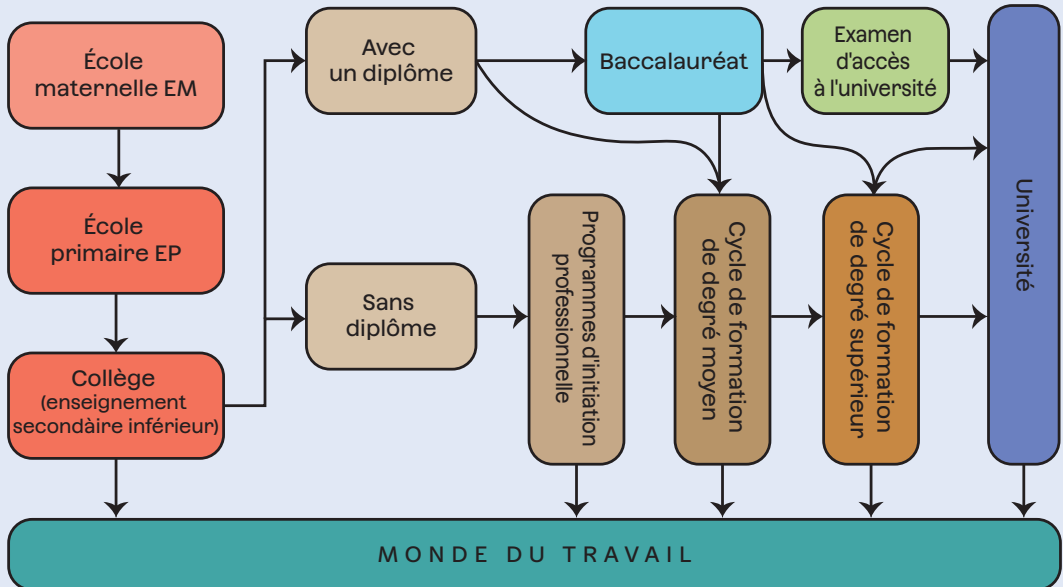 École
maternelle EM
École
primaire EP
Collège
(enseignement
secondàire inférieur)
Avec
un diplôme
Sans
diplôme
Baccalauréat
Examen
d'accès
à l'université
Programmes d'initiation
professionnelle
Cycle de formation
de degré moyen
Cycle de formation
de degré supérieur
Université
MONDE DU TRAVAIL